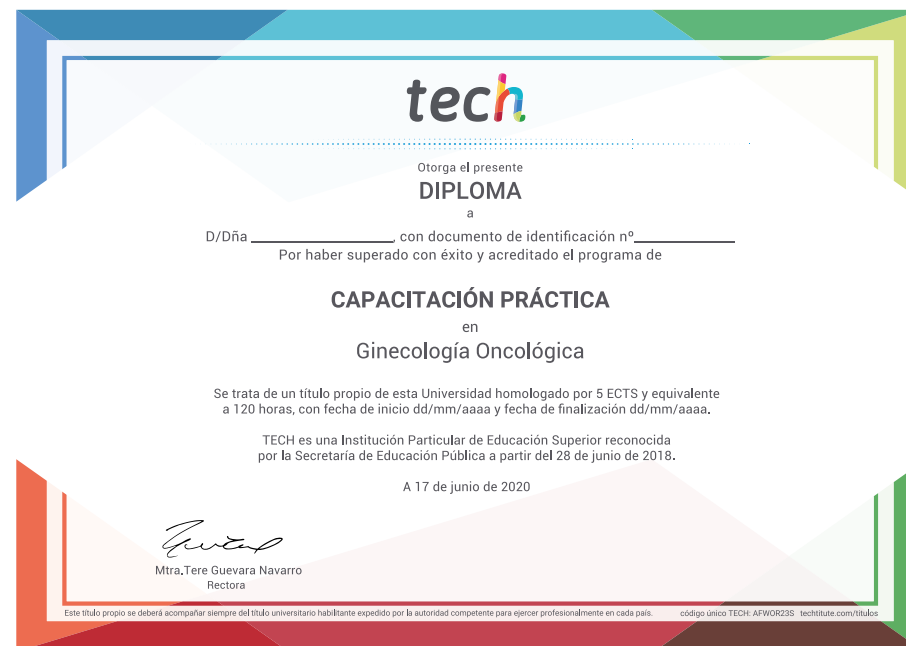 tech
Otorga el presente
DIPLOMA
a
D/Dña ________________, con documento de identificación nº____________
Por haber superado con éxito y acreditado el programa de
CAPACITACIÓN PRÁCTICA
en
Ginecología Oncológica
Se trata de un título propio de esta Universidad homologado por 5 ECTS y equivalente
a 120 horas, con fecha de inicio dd/mm/aaaa y fecha de finalización dd/mm/aaaa.
TECH es una Institución Particular de Educación Superior reconocida
por la Secretaría de Educación Pública a partir del 28 de junio de 2018.
A 17 de junio de 2020
Mtra.Tere Guevara Navarro
Rectora
Este título propio se deberá acompañar siempre del título universitario habilitante expedido por la autoridad competente para ejercer profesionalmente en cada país. código único TECH: AFWOR23S techtitute.com/títulos